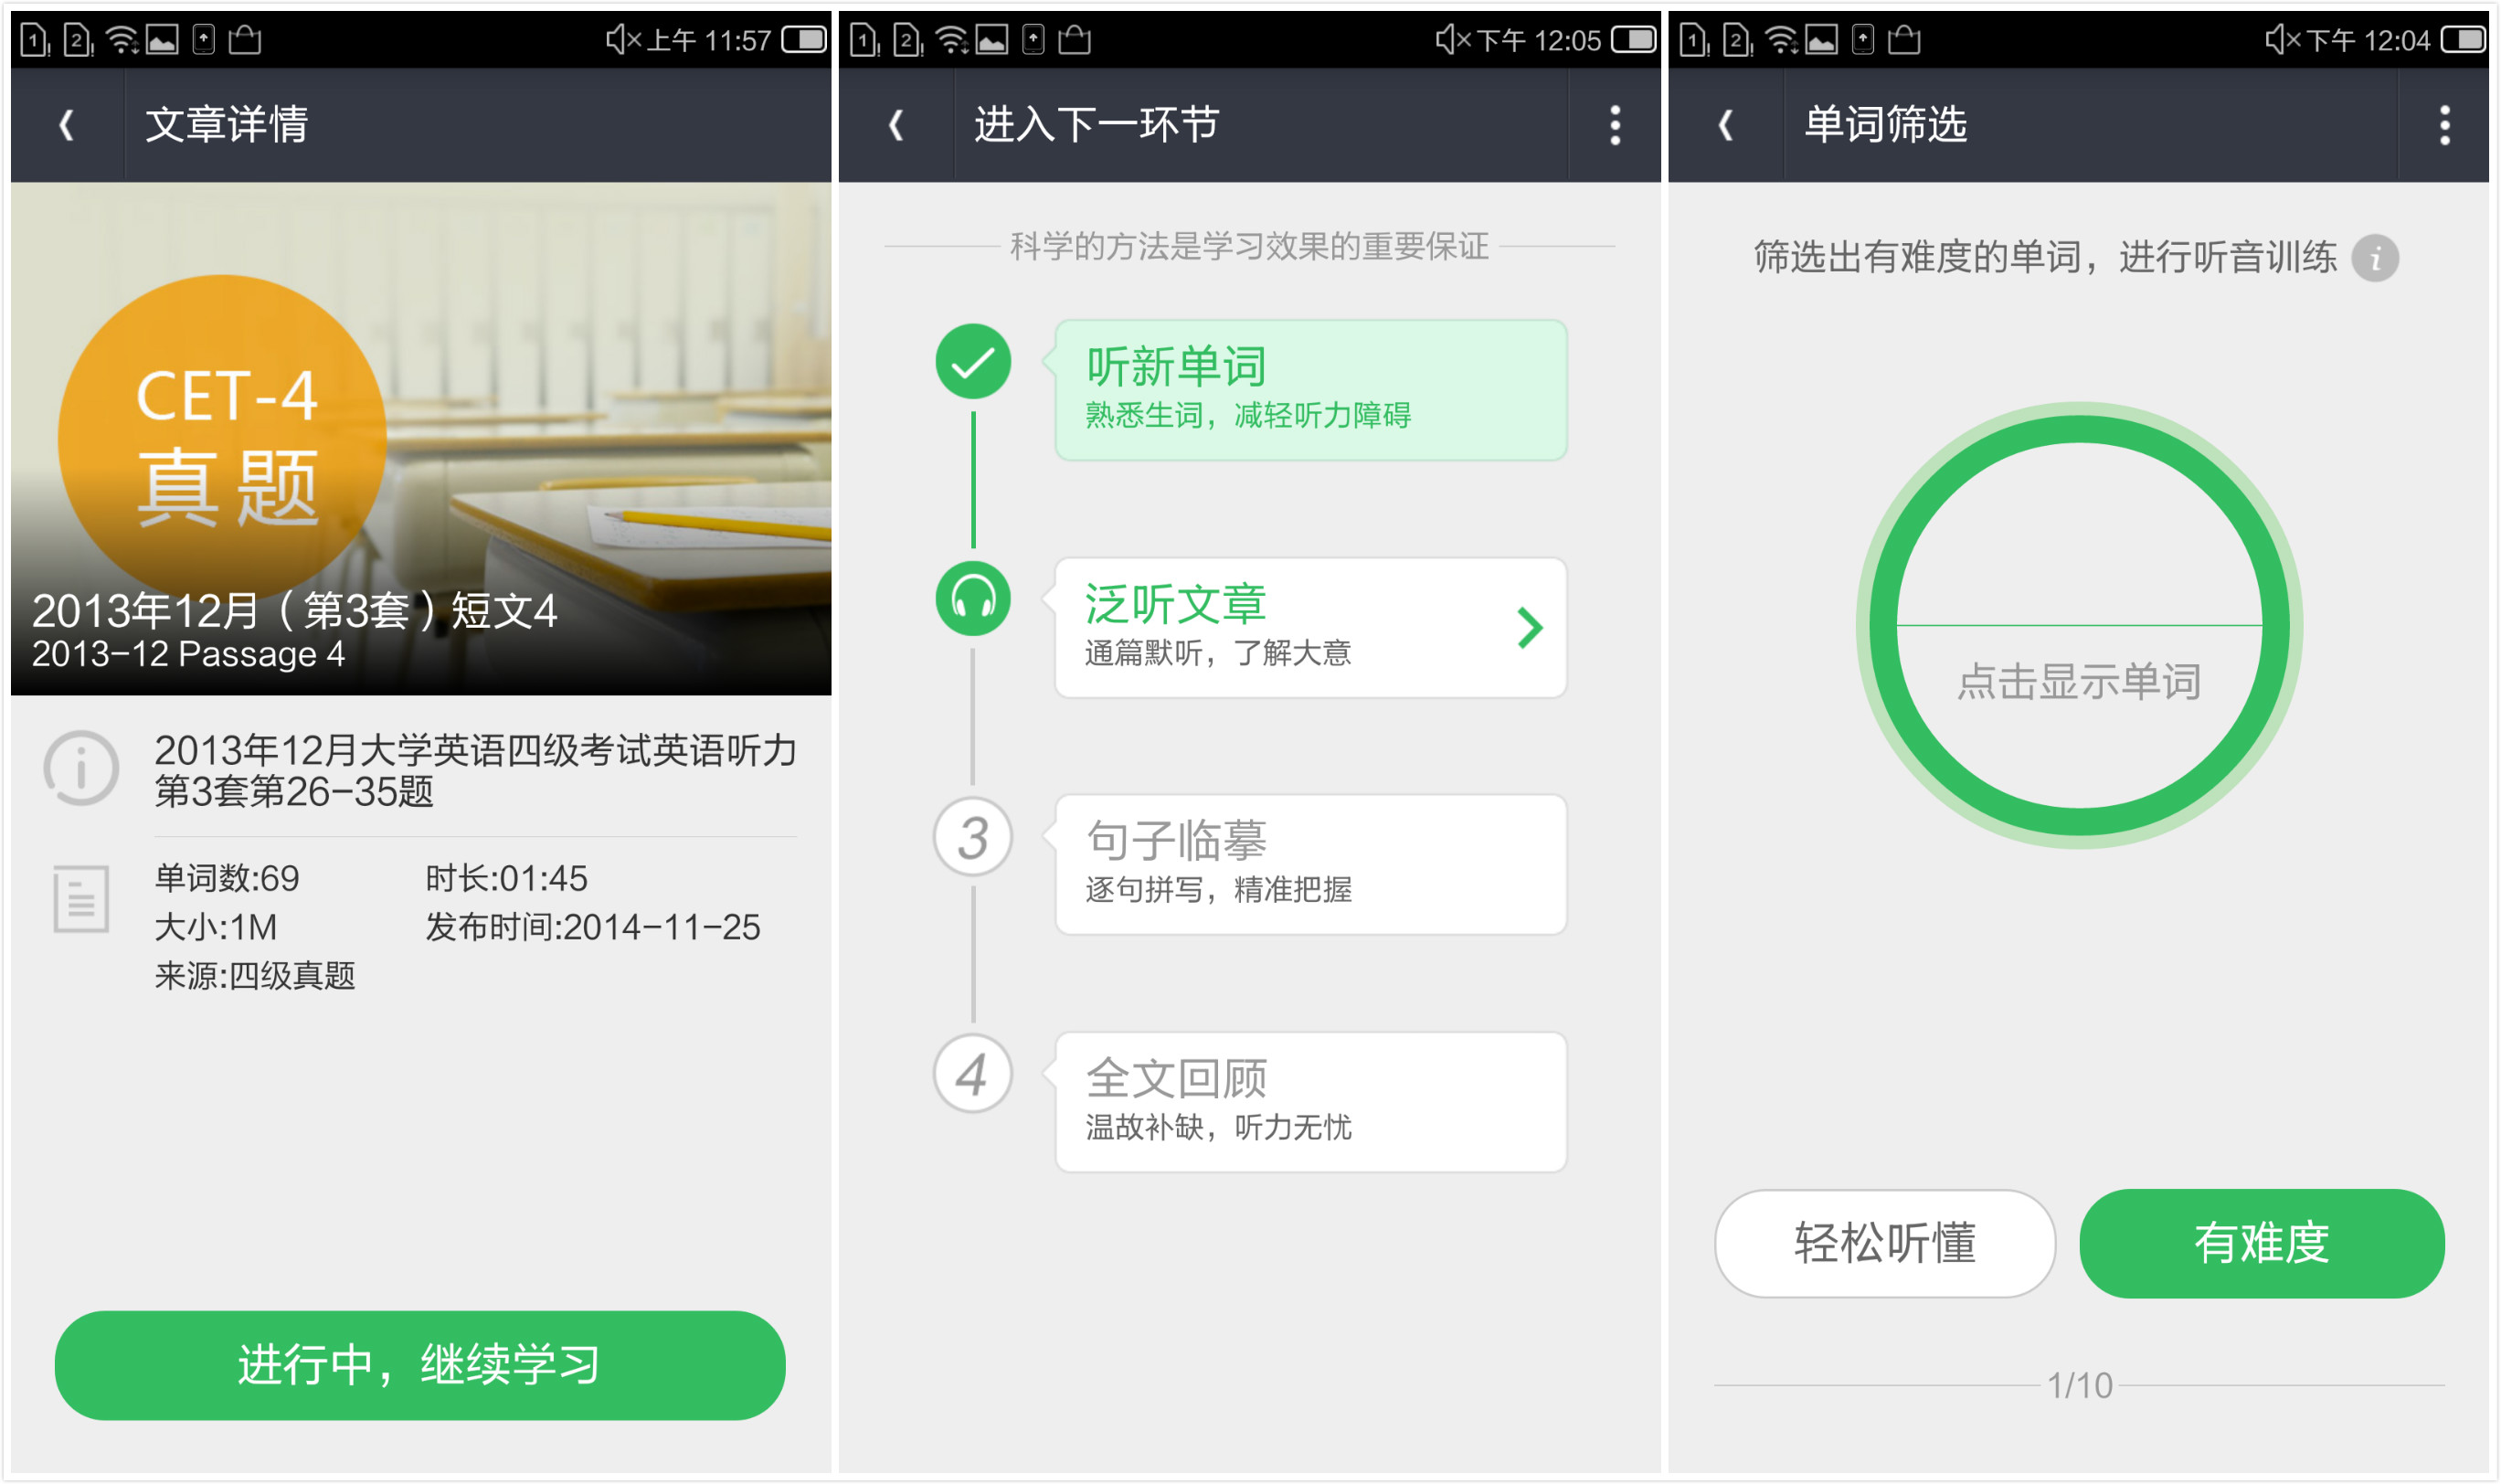 上午 11:57
文章详情
CET-4
真题
2013年12月（第3套）短文4
2013-12 Passage 4
2013年12月大学英语四级考试英语听力
第3套第26-35题
单词数:69 时长:01:45
大小:1M 发布时间:2014-11-25
来源:四级真题
进行中，继续学习
下午 12:05
进入下一环节
科学的方法是学习效果的重要保证
听新单词
熟悉生词，减轻听力障碍
泛听文章
通篇默听，了解大意
3
句子临摹
逐句拼写，精准把握
4
全文回顾
温故补缺，听力无忧
下午 12:04
单词筛选
筛选出有难度的单词，进行听音训练
点击显示单词
轻松听懂
有难度
1/10